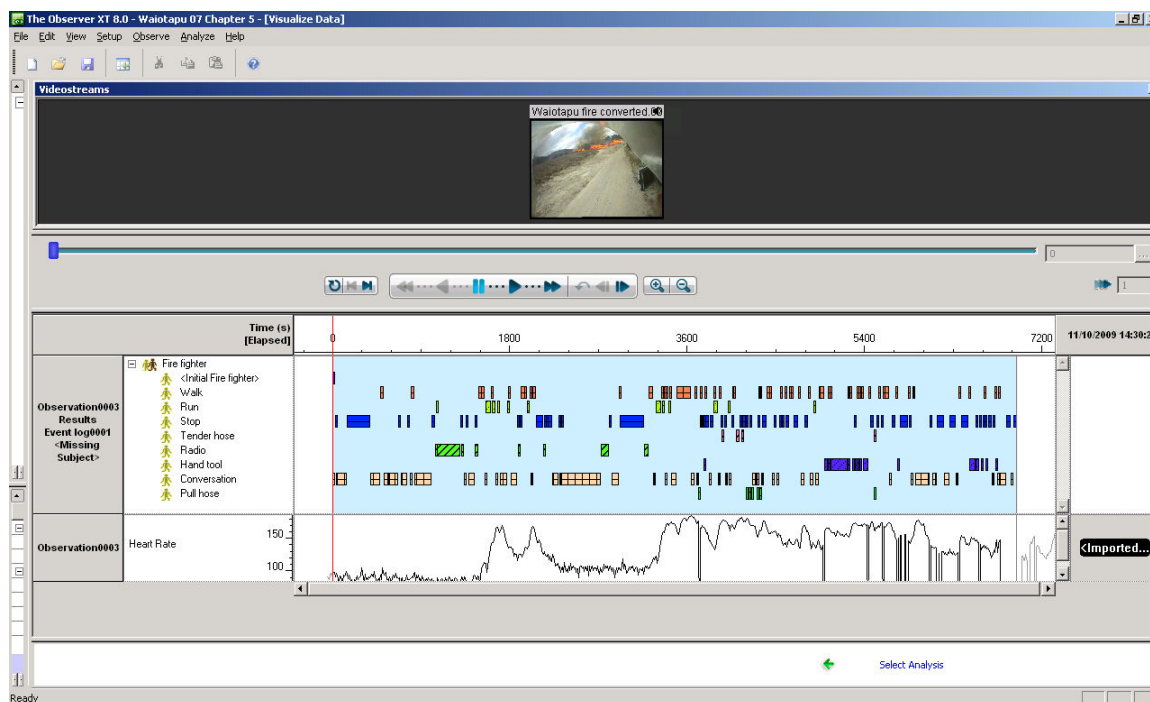 The Observer XT 8.0 - Waiotapu 07 Chapter 5 - [Visualize Data]
File Edit View Setup Observe Analyze Help
Videostreams
Waiotapu fire converted.
0
1
Time (s)
[Elapsed]
0 1800 3600 5400 7200
11/10/2009 14:30:2
Observation0003
Results
Event log0001
<Missing
Subject>
Fire fighter
<Initial Fire fighter>
Walk
Run
Stop
Tender hose
Radio
Hand tool
Conversation
Pull hose
Observation0003
Heart Rate
150
100
<Imported...
Select Analysis
Ready